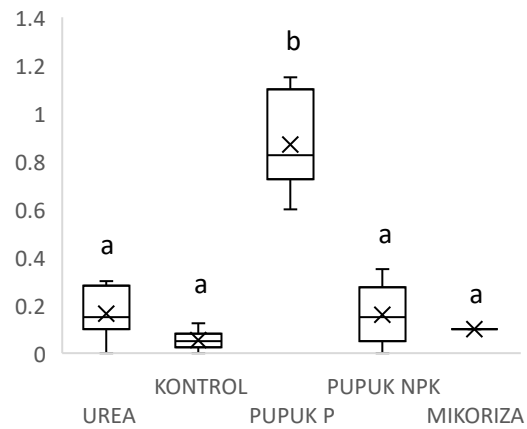 1.4
b
1.2
1
0.8
0.6
a
a
0.4
a
a
0.2
0
KONTROL
PUPUK NPK
UREA
PUPUK P
MIKORIZA